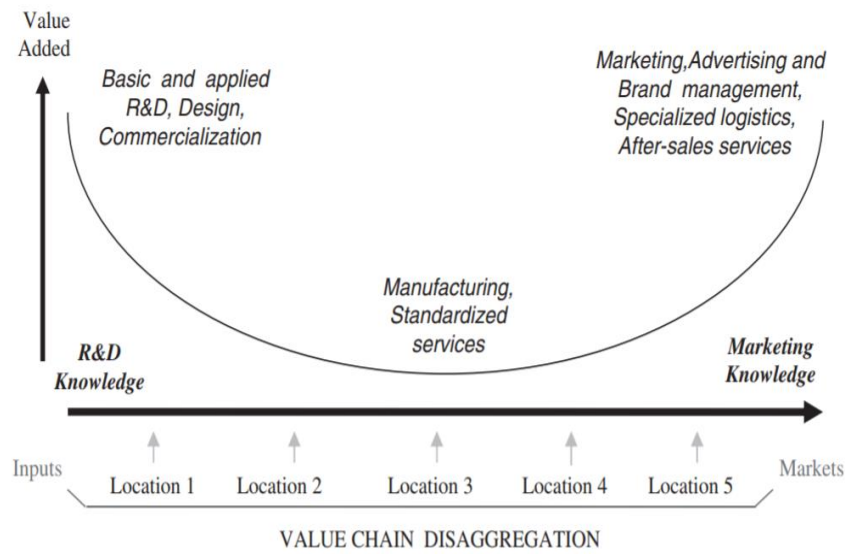 Value
Added
Basic and applied
R&D, Design,
Commercialization
Marketing,Advertising and
Brand management,
Specialized logistics,
After-sales services
Manufacturing,
Standardized
services
R&D
Knowledge
Marketing
Knowledge
Inputs
Location 1
Location 2
Location 3
Location 4
Location 5
Markets
VALUE CHAIN DISAGGREGATION